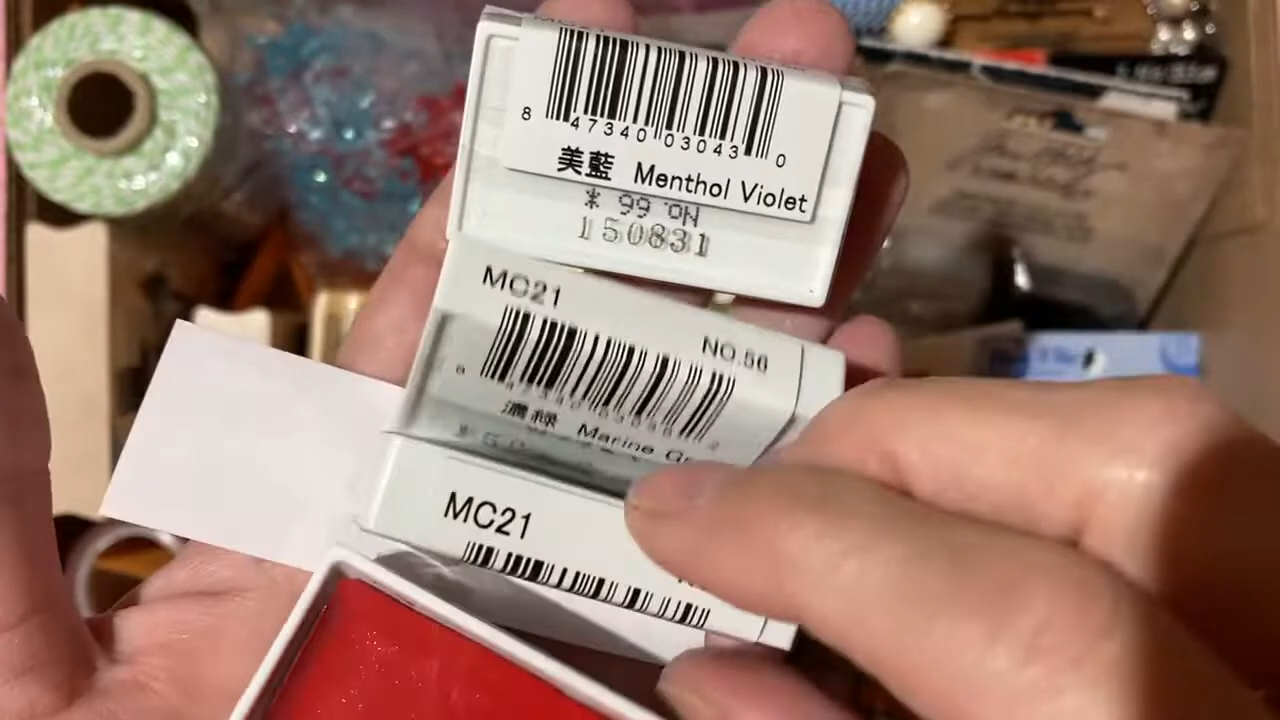 8 47340 03043 0
美藍 Menthol Violet
No. 66 *
150831
MC21
NO.56
濃緑 Marine
MC21